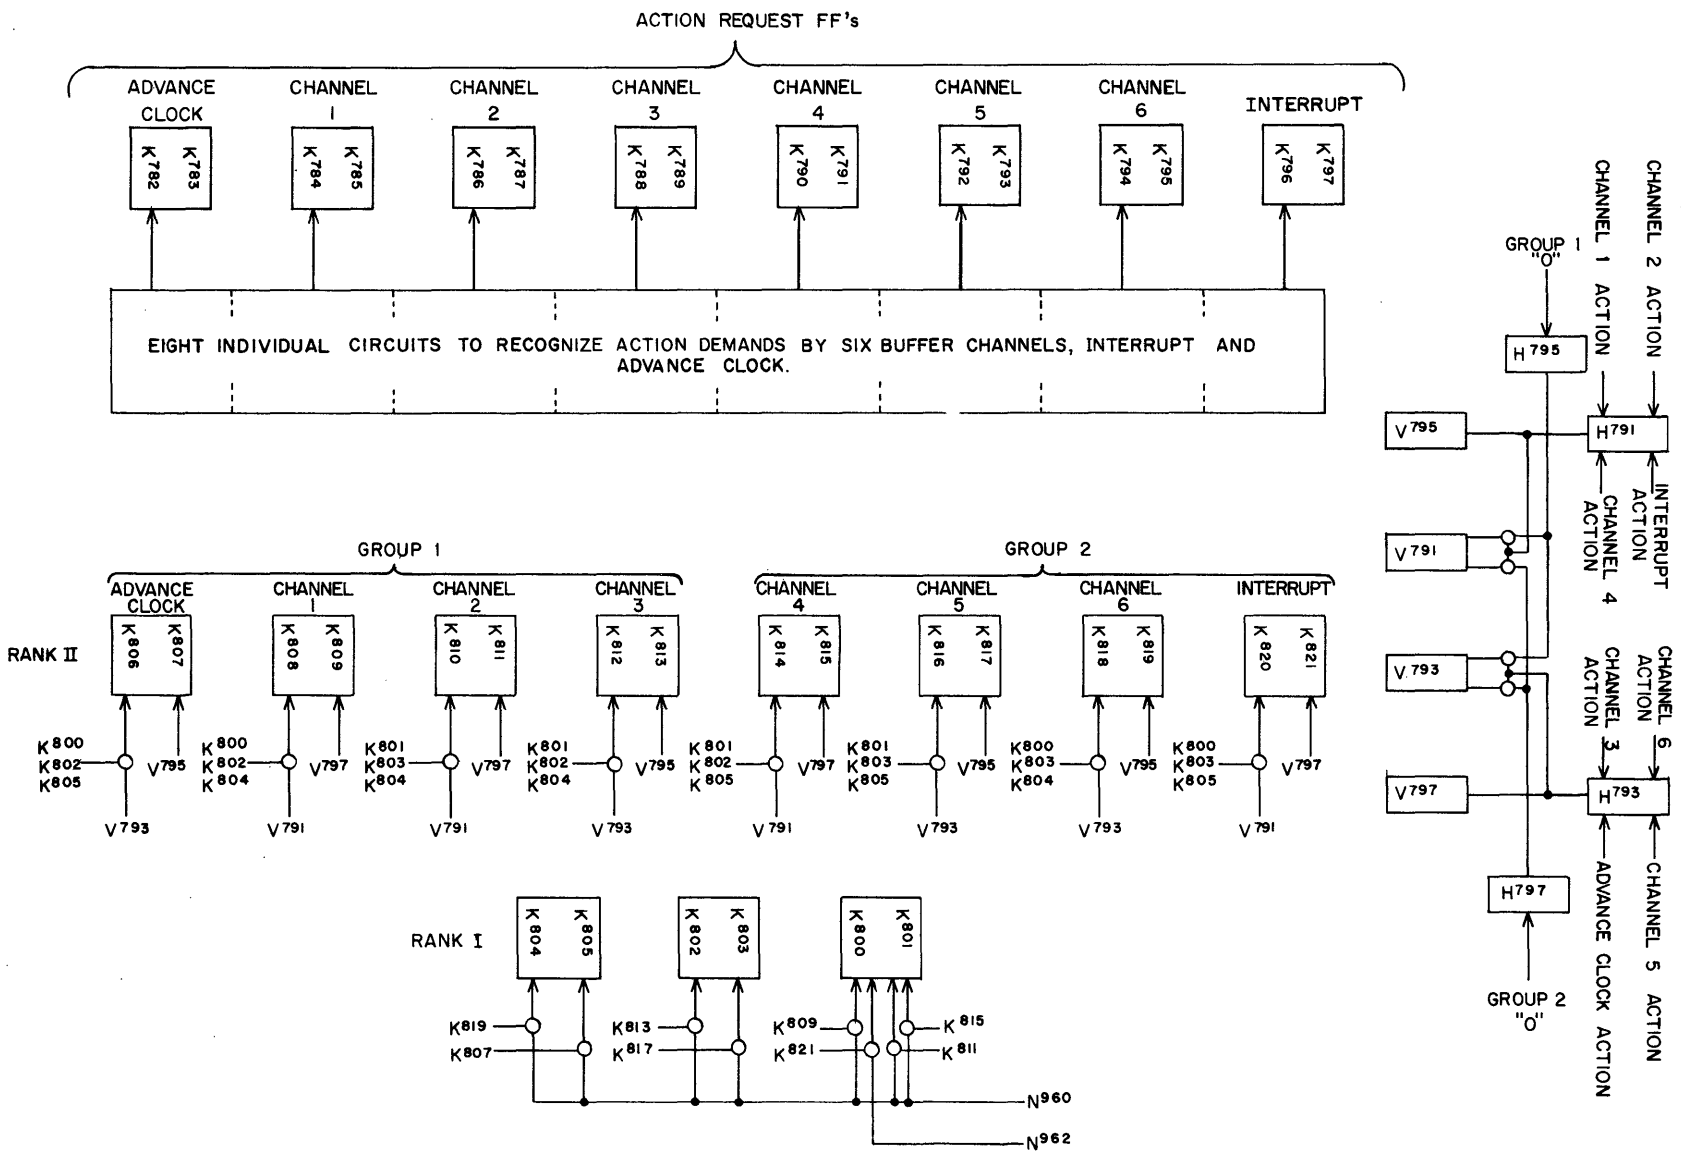 ACTION REQUEST FF's
ADVANCE CLOCK
CHANNEL 1
CHANNEL 2
CHANNEL 3
CHANNEL 4
CHANNEL 5
CHANNEL 6
INTERRUPT
K782 K783
K784 K785
K786 K787
K788 K789
K790 K791
K792 K793
K794 K795
K796 K797
EIGHT INDIVIDUAL CIRCUITS TO RECOGNIZE ACTION DEMANDS BY SIX BUFFER CHANNELS, INTERRUPT AND
ADVANCE CLOCK.
GROUP 1
GROUP 2
ADVANCE CLOCK
CHANNEL 1
CHANNEL 2
CHANNEL 3
CHANNEL 4
CHANNEL 5
CHANNEL 6
INTERRUPT
RANK II
K806 K807
K808 K809
K810 K811
K812 K813
K814 K815
K816 K817
K818 K819
K820 K821
K800
K802
K805
V795
K800
K802
K804
V797
K801
K803
K804
V797
K801
K802
K804
V795
K801
K802
K805
V797
K801
K803
K805
V795
K800
K803
K804
V795
K800
K803
K805
V797
V793
V791
V791
V793
V791
V793
V793
V791
RANK I
K804 K805
K802 K803
K800 K801
K819
K807
K813
K817
K809
K821
K815
K811
N960
N962
CHANNEL 1 ACTION
CHANNEL 2 ACTION
GROUP 1
"O"
H795
V795
H791
CHANNEL 4 ACTION
INTERRUPT ACTION
V791
V793
CHANNEL 3 ACTION
CHANNEL 6 ACTION
V797
H793
H797
GROUP 2
"O"
ADVANCE CLOCK ACTION
CHANNEL 5 ACTION